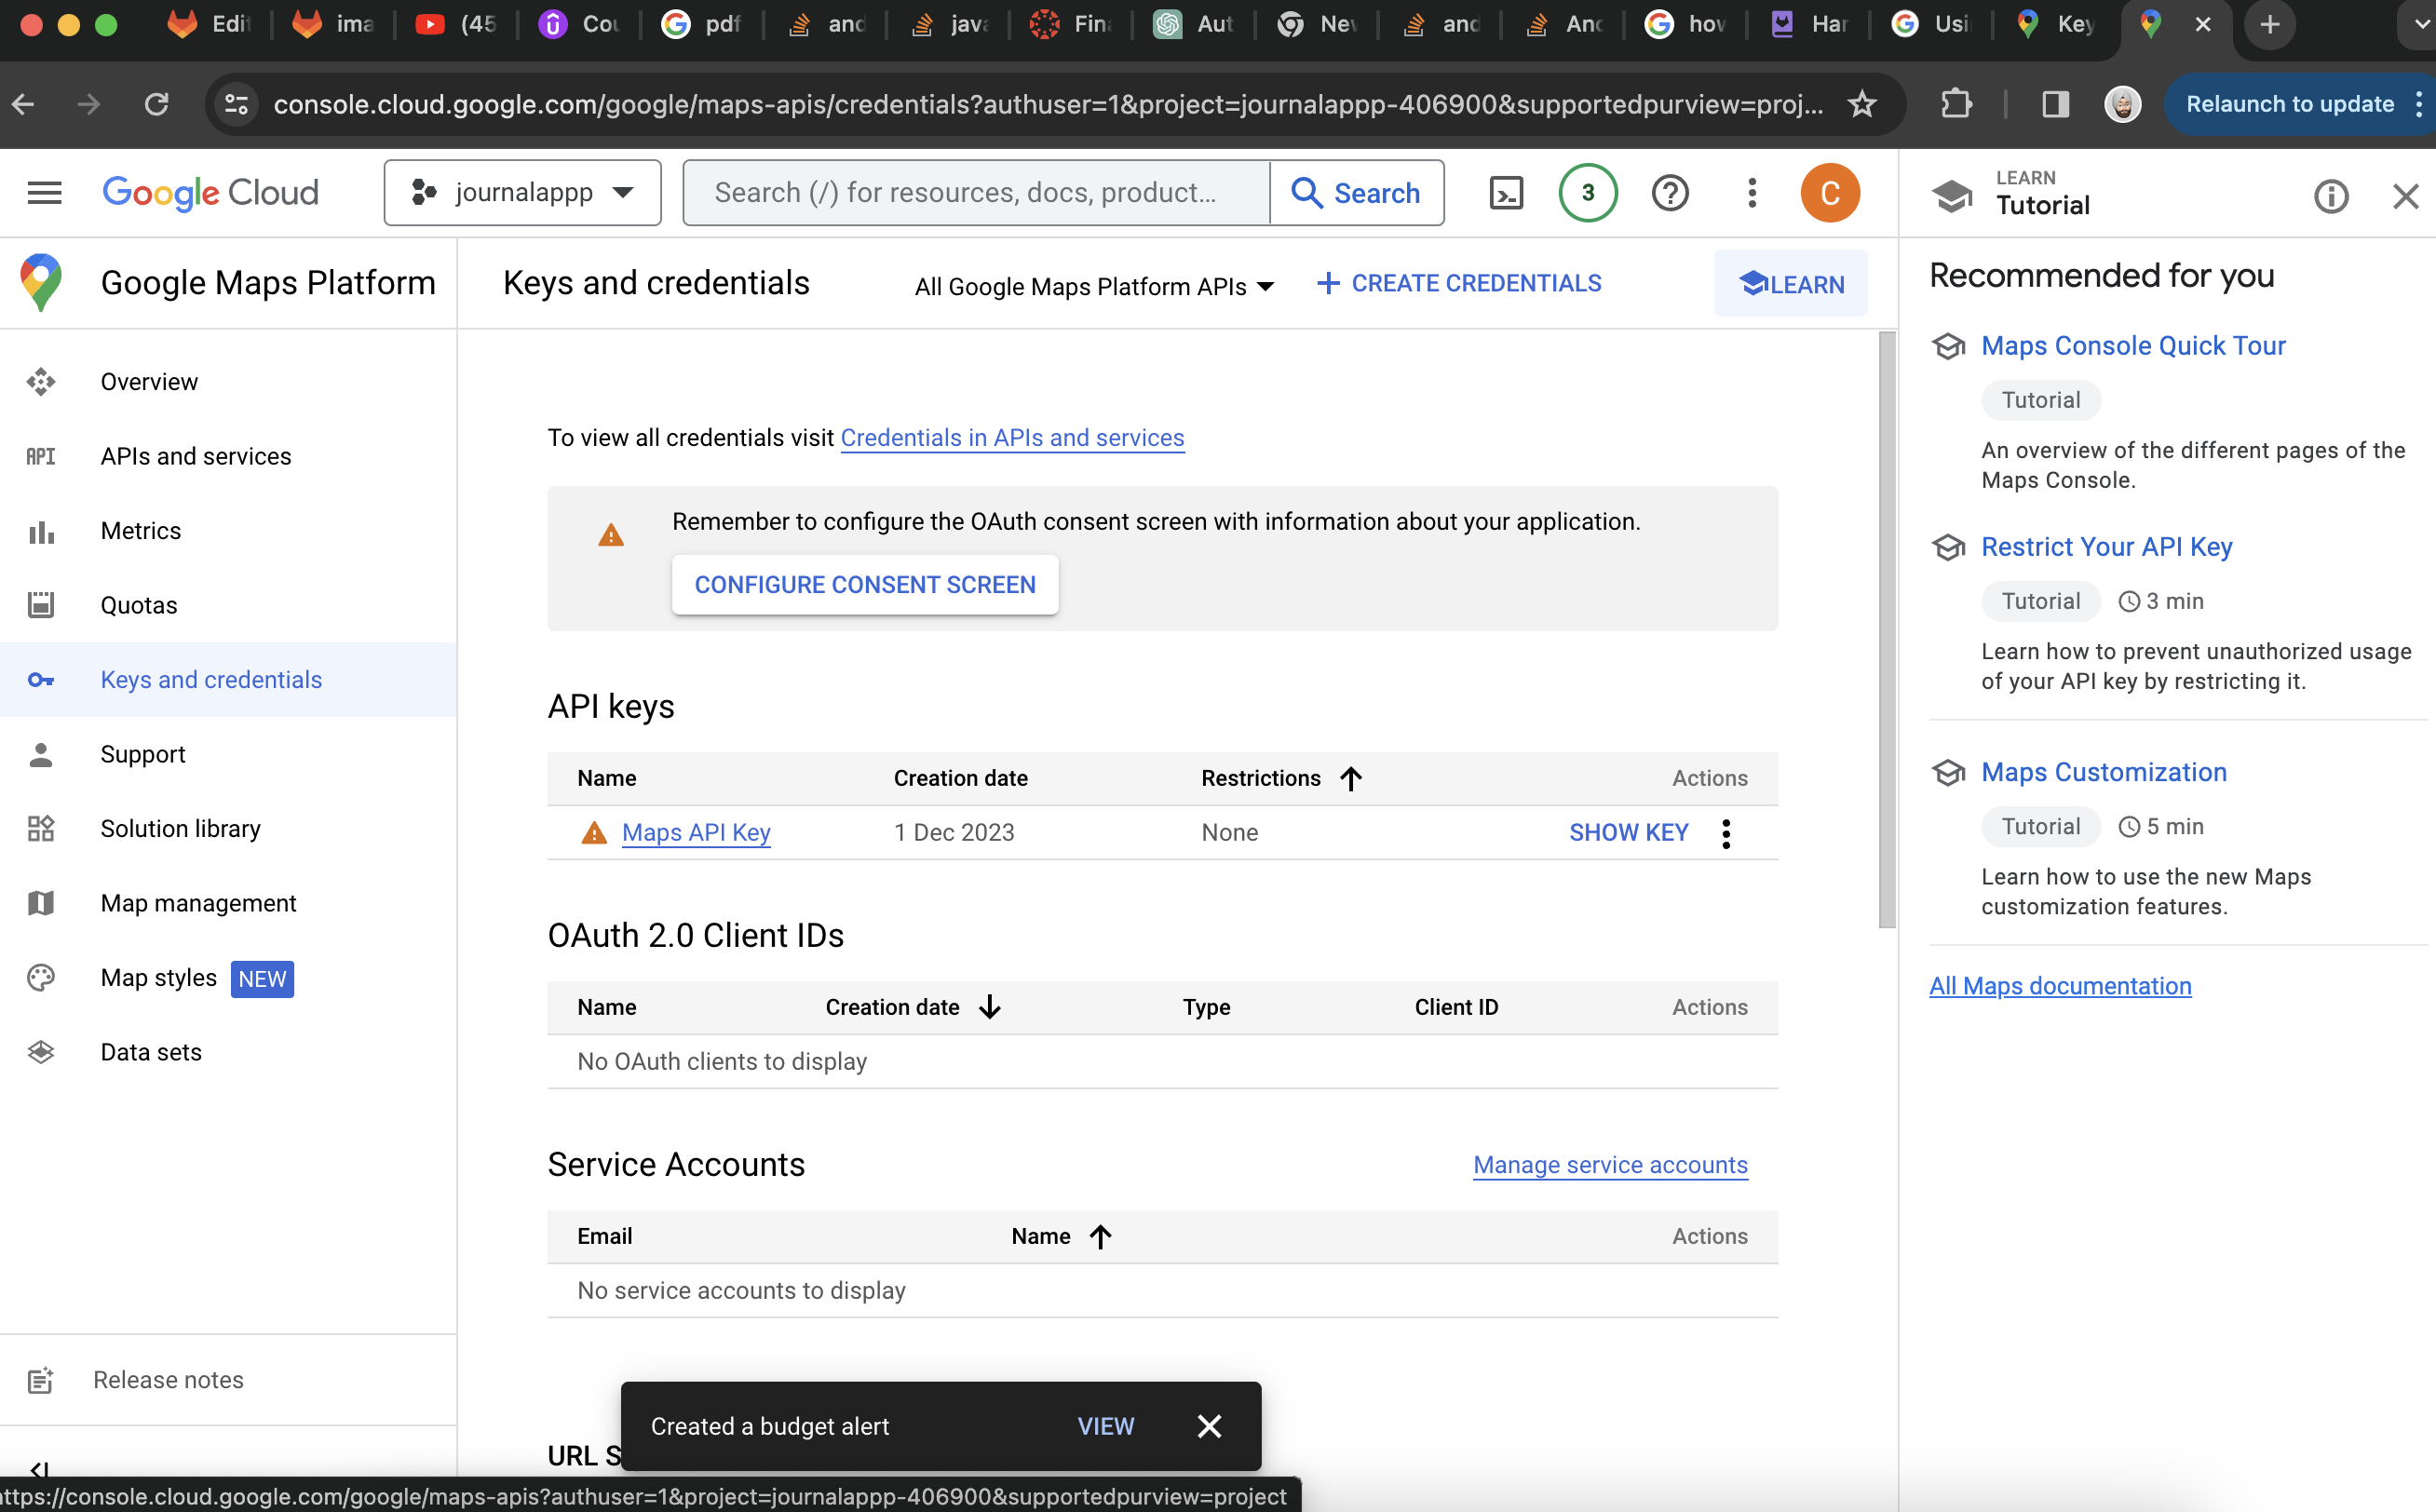 Edi
ima
(45
Cou
pdf
and
java
Fina
Aut
New
and
And
how
Har
Usi
Key
console.cloud.google.com/google/maps-apis/credentials?authuser=1&project=journalappp-406900&supportedpurview=proj...
Relaunch to update
Google Cloud
journalappp
Search (/) for resources, docs, product...
Search
3
C
LEARN
Tutorial
Google Maps Platform
Keys and credentials
All Google Maps Platform APIs
+ CREATE CREDENTIALS
LEARN
Overview
API APIs and services
Metrics
Quotas
Keys and credentials
Support
Solution library
Map management
Map styles NEW
Data sets
Release notes
To view all credentials visit Credentials in APIs and services
Remember to configure the OAuth consent screen with information about your application.
CONFIGURE CONSENT SCREEN
API keys
Name Creation date Restrictions Actions
Maps API Key 1 Dec 2023 None SHOW KEY
OAuth 2.0 Client IDs
Name Creation date Type Client ID Actions
No OAuth clients to display
Service Accounts Manage service accounts
Email Name Actions
No service accounts to display
URL S
Created a budget alert VIEW
Recommended for you
Maps Console Quick Tour
Tutorial
An overview of the different pages of the
Maps Console.
Restrict Your API Key
Tutorial 3 min
Learn how to prevent unauthorized usage
of your API key by restricting it.
Maps Customization
Tutorial 5 min
Learn how to use the new Maps
customization features.
All Maps documentation
ttps://console.cloud.google.com/google/maps-apis?authuser=1&project=journalappp-406900&supportedpurview=project